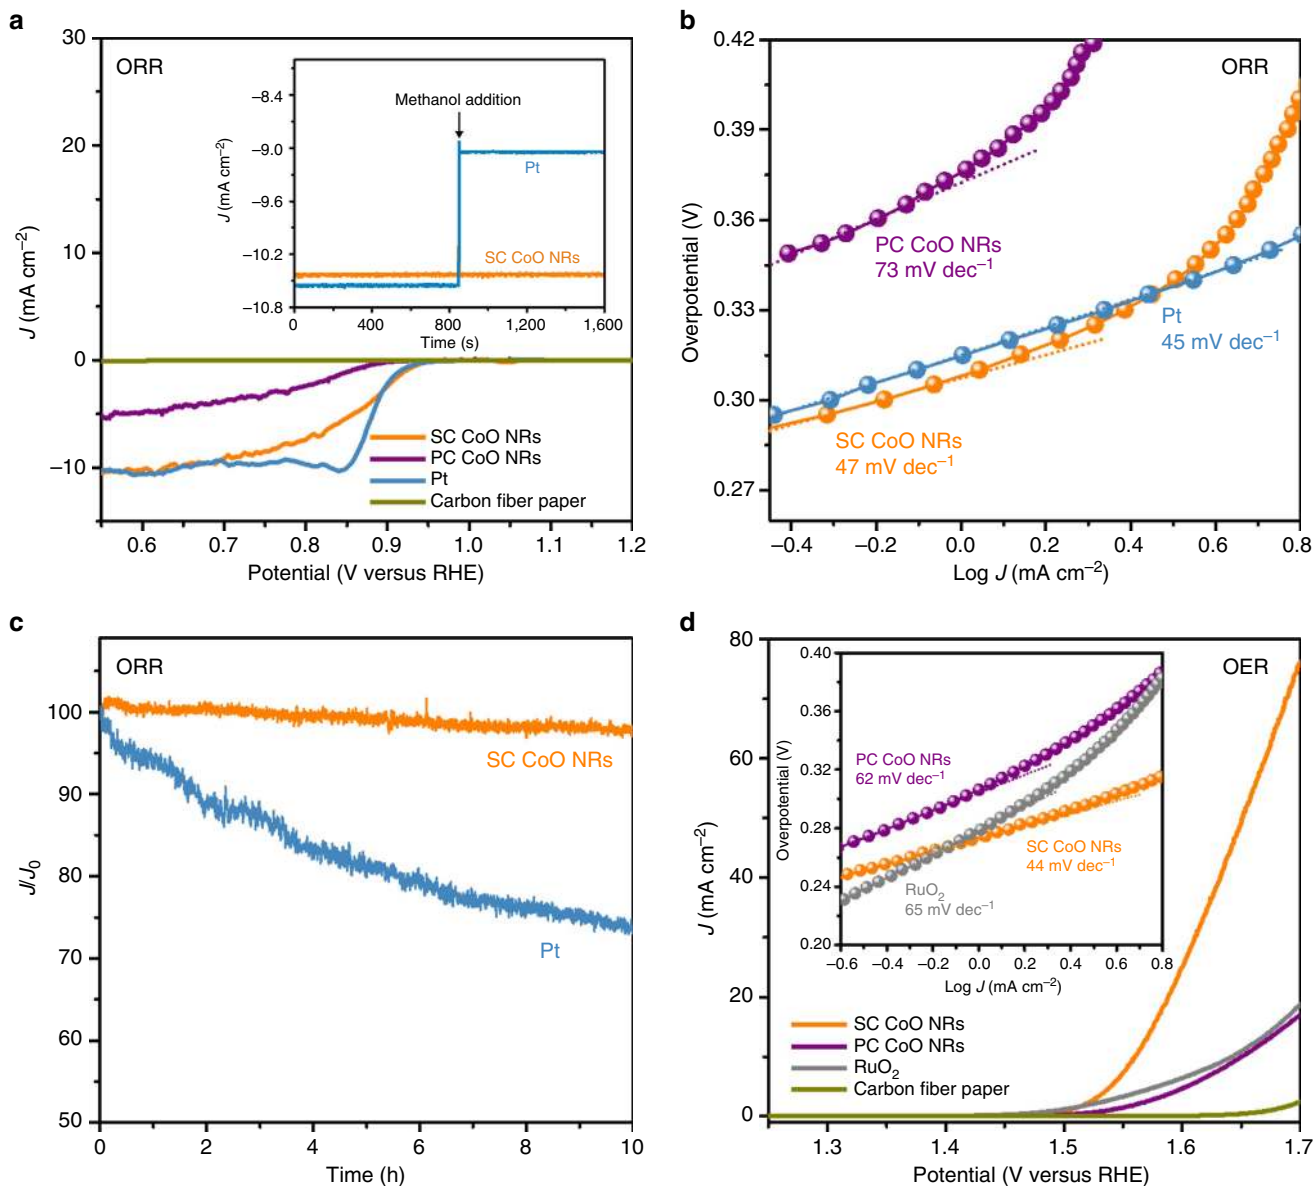 a
ORR
30
20
10
0
−10
J (mA cm−2)
0.6 0.7 0.8 0.9 1.0 1.1 1.2
Potential (V versus RHE)
−8.4
−9.0
−9.6
−10.2
−10.8
J (mA cm−2)
Methanol addition
Pt
SC CoO NRs
0 400 800 1,200 1,600
Time (s)
SC CoO NRs
PC CoO NRs
Pt
Carbon fiber paper
b
ORR
0.42
0.39
0.36
0.33
0.30
0.27
Overpotential (V)
PC CoO NRs
73 mV dec−1
Pt
45 mV dec−1
SC CoO NRs
47 mV dec−1
−0.4 −0.2 0.0 0.2 0.4 0.6 0.8
Log J (mA cm−2)
c
ORR
100
90
80
70
60
50
J/J0
SC CoO NRs
Pt
0 2 4 6 8 10
Time (h)
d
OER
80
60
40
20
0
J (mA cm−2)
0.40
0.36
0.32
0.28
0.24
0.20
Overpotential (V)
PC CoO NRs
62 mV dec−1
SC CoO NRs
44 mV dec−1
RuO2
65 mV dec−1
−0.6 −0.4 −0.2 0.0 0.2 0.4 0.6 0.8
Log J (mA cm−2)
SC CoO NRs
PC CoO NRs
RuO2
Carbon fiber paper
1.3 1.4 1.5 1.6 1.7
Potential (V versus RHE)